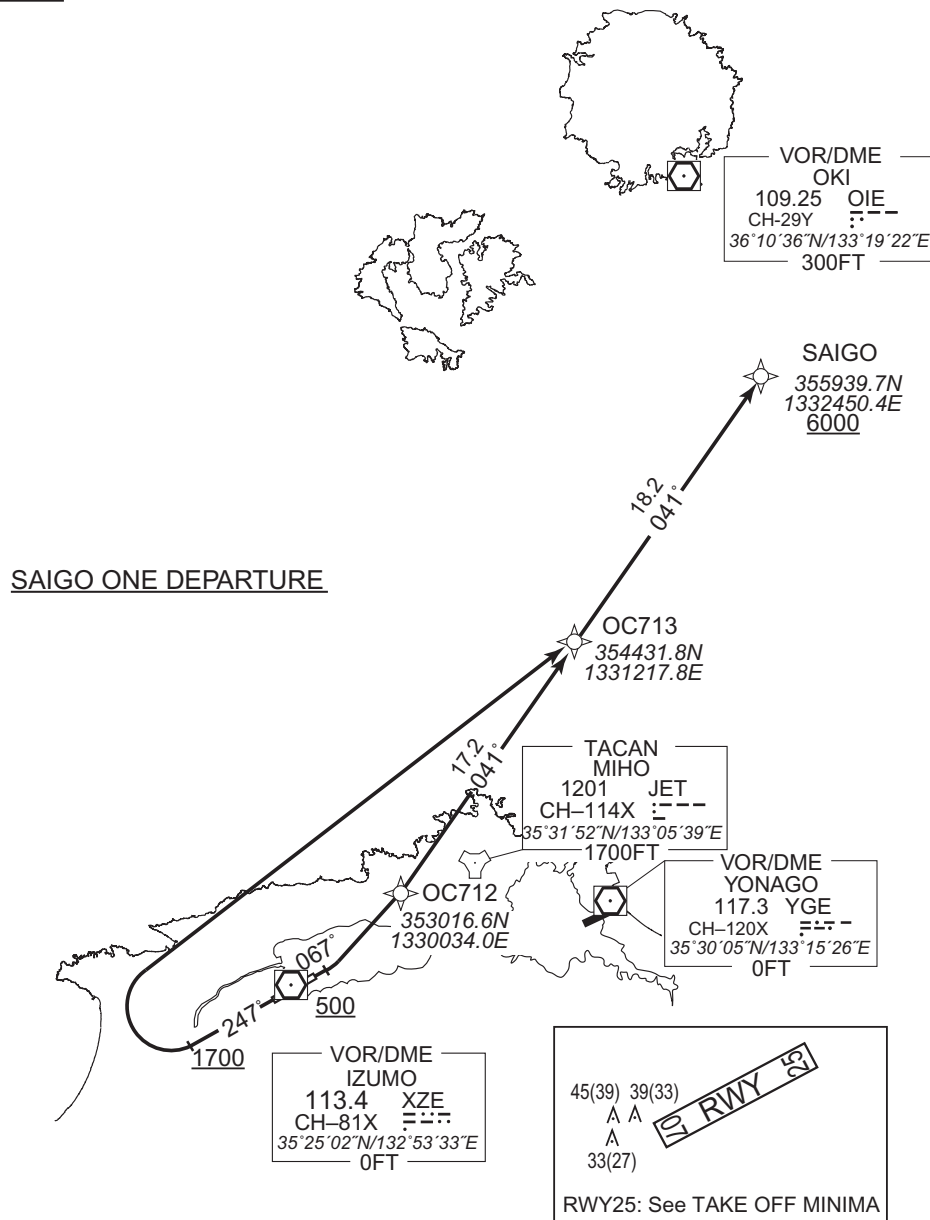 VOR/DME
OKI
109.25 OIE
CH-29Y
36°10´36˝N/133°19´22˝E
300FT
SAIGO
355939.7N
1332450.4E
6000
18.2
041°
SAIGO ONE DEPARTURE
OC713
354431.8N
1331217.8E
17.2
041°
TACAN
MIHO
1201 JET
CH–114X
35°31´52˝N/133°05´39˝E
1700FT
VOR/DME
YONAGO
117.3 YGE
CH–120X
35°30´05˝N/133°15´26˝E
0FT
OC712
353016.6N
1330034.0E
067°
247°
500
1700
VOR/DME
IZUMO
113.4 XZE
CH–81X
35°25´02˝N/132°53´33˝E
0FT
45(39) 39(33)
33(27)
07 RWY 25
RWY25: See TAKE OFF MINIMA